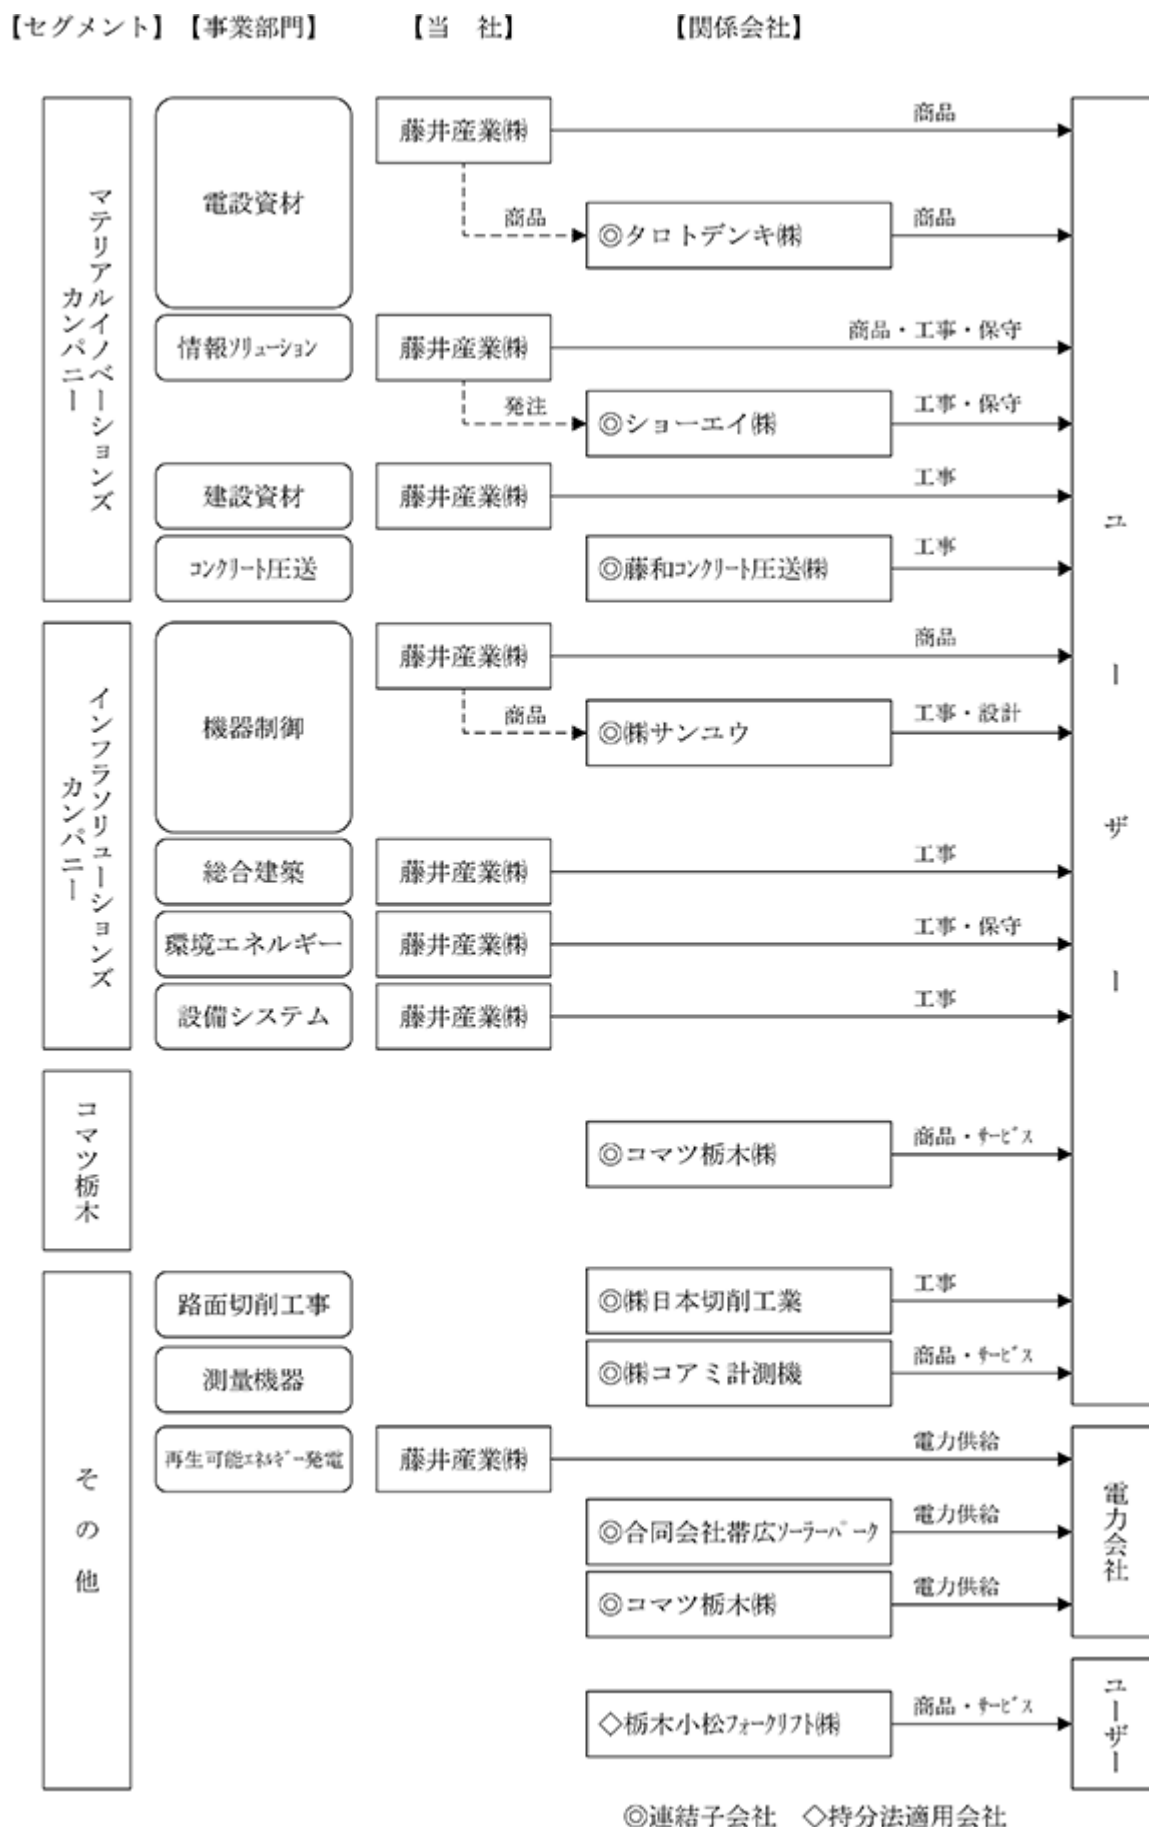 【セグメント】【事業部門】 【当　社】 【関係会社】
マテリアルイノベーションズ
カンパニー
電設資材
藤井産業㈱
商品
商品
◎タロトデンキ㈱
商品
情報ソリューション
藤井産業㈱
商品・工事・保守
発注
◎ショーエイ㈱
工事・保守
建設資材
藤井産業㈱
工事
コンクリート圧送
◎藤和コンクリート圧送㈱
工事
インフラソリューションズ
カンパニー
機器制御
藤井産業㈱
商品
商品
◎㈱サンユウ
工事・設計
総合建築
藤井産業㈱
工事
環境エネルギー
藤井産業㈱
工事・保守
設備システム
藤井産業㈱
工事
コマツ栃木
◎コマツ栃木㈱
商品・サービス
ユーザー
その他
路面切削工事
◎㈱日本切削工業
工事
測量機器
◎㈱コアミ計測機
商品・サービス
再生可能エネルギー発電
藤井産業㈱
電力供給
◎合同会社帯広ソーラーパーク
電力供給
◎コマツ栃木㈱
電力供給
電力会社
◇栃木小松フォークリフト㈱
商品・サービス
ユーザー
◎連結子会社　◇持分法適用会社